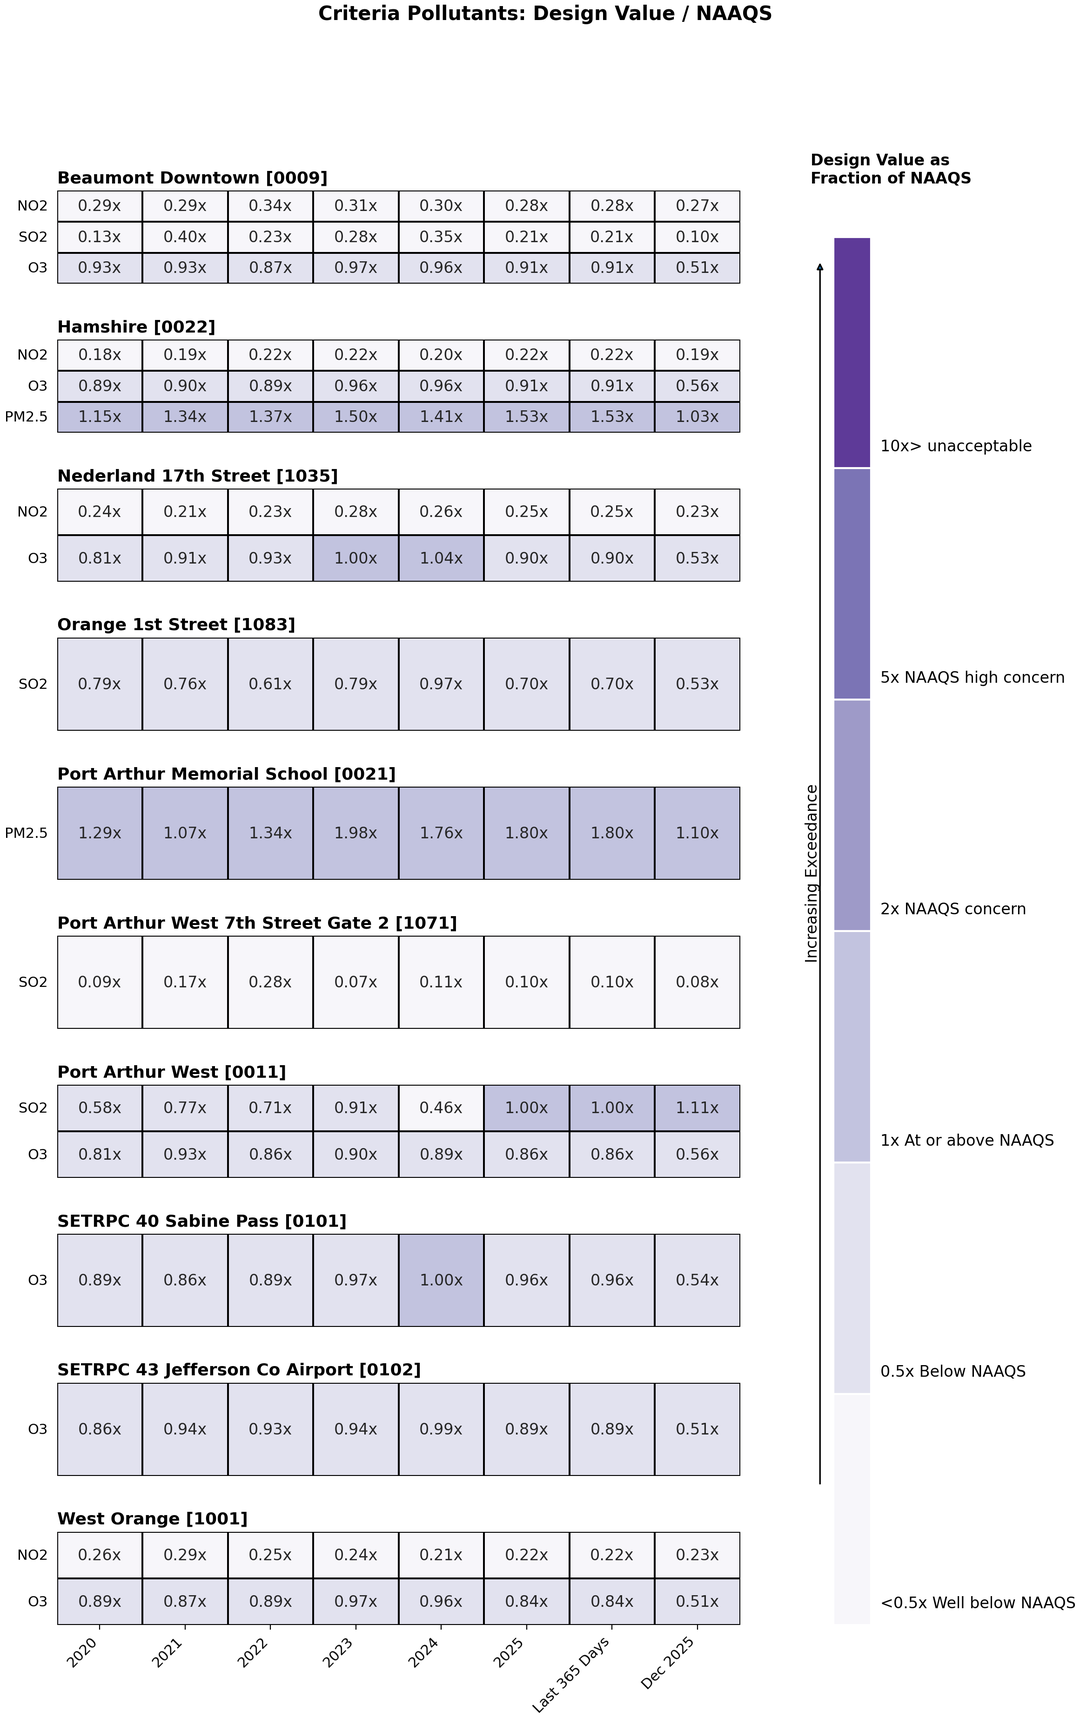 Criteria Pollutants: Design Value / NAAQS
Beaumont Downtown [0009]
NO2 0.29x 0.29x 0.34x 0.31x 0.30x 0.28x 0.28x 0.27x
SO2 0.13x 0.40x 0.23x 0.28x 0.35x 0.21x 0.21x 0.10x
O3 0.93x 0.93x 0.87x 0.97x 0.96x 0.91x 0.91x 0.51x
Hamshire [0022]
NO2 0.18x 0.19x 0.22x 0.22x 0.20x 0.22x 0.22x 0.19x
O3 0.89x 0.90x 0.89x 0.96x 0.96x 0.91x 0.91x 0.56x
PM2.5 1.15x 1.34x 1.37x 1.50x 1.41x 1.53x 1.53x 1.03x
Nederland 17th Street [1035]
NO2 0.24x 0.21x 0.23x 0.28x 0.26x 0.25x 0.25x 0.23x
O3 0.81x 0.91x 0.93x 1.00x 1.04x 0.90x 0.90x 0.53x
Orange 1st Street [1083]
SO2 0.79x 0.76x 0.61x 0.79x 0.97x 0.70x 0.70x 0.53x
Port Arthur Memorial School [0021]
PM2.5 1.29x 1.07x 1.34x 1.98x 1.76x 1.80x 1.80x 1.10x
Port Arthur West 7th Street Gate 2 [1071]
SO2 0.09x 0.17x 0.28x 0.07x 0.11x 0.10x 0.10x 0.08x
Port Arthur West [0011]
SO2 0.58x 0.77x 0.71x 0.91x 0.46x 1.00x 1.00x 1.11x
O3 0.81x 0.93x 0.86x 0.90x 0.89x 0.86x 0.86x 0.56x
SETRPC 40 Sabine Pass [0101]
O3 0.89x 0.86x 0.89x 0.97x 1.00x 0.96x 0.96x 0.54x
SETRPC 43 Jefferson Co Airport [0102]
O3 0.86x 0.94x 0.93x 0.94x 0.99x 0.89x 0.89x 0.51x
West Orange [1001]
NO2 0.26x 0.29x 0.25x 0.24x 0.21x 0.22x 0.22x 0.23x
O3 0.89x 0.87x 0.89x 0.97x 0.96x 0.84x 0.84x 0.51x
2020 2021 2022 2023 2024 2025 Last 365 Days Dec 2025
Design Value as
Fraction of NAAQS
Increasing Exceedance
10x> unacceptable
5x NAAQS high concern
2x NAAQS concern
1x At or above NAAQS
0.5x Below NAAQS
<0.5x Well below NAAQS